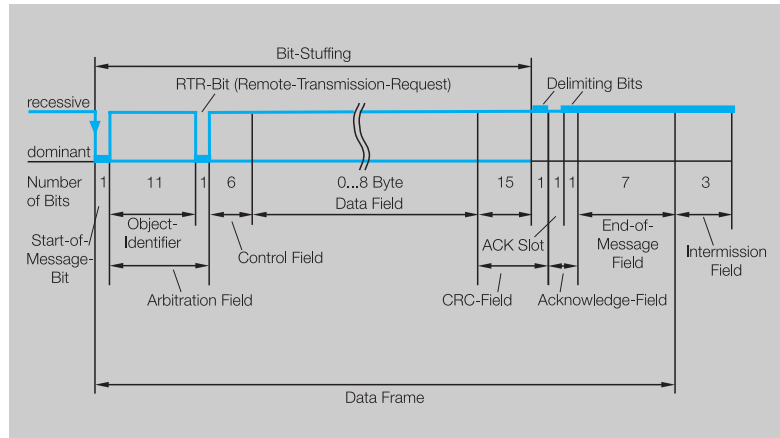 Bit-Stuffing
RTR-Bit (Remote-Transmission-Request)
Delimiting Bits
recessive
dominant
Number
of Bits
1
11
1
6
0...8 Byte
15
1
1
1
7
3
Data Field
Start-of-
Message-
Bit
Object-
Identifier
Control Field
ACK Slot
End-of-
Message
Field
Intermission
Field
Arbitration Field
CRC-Field
Acknowledge-Field
Data Frame